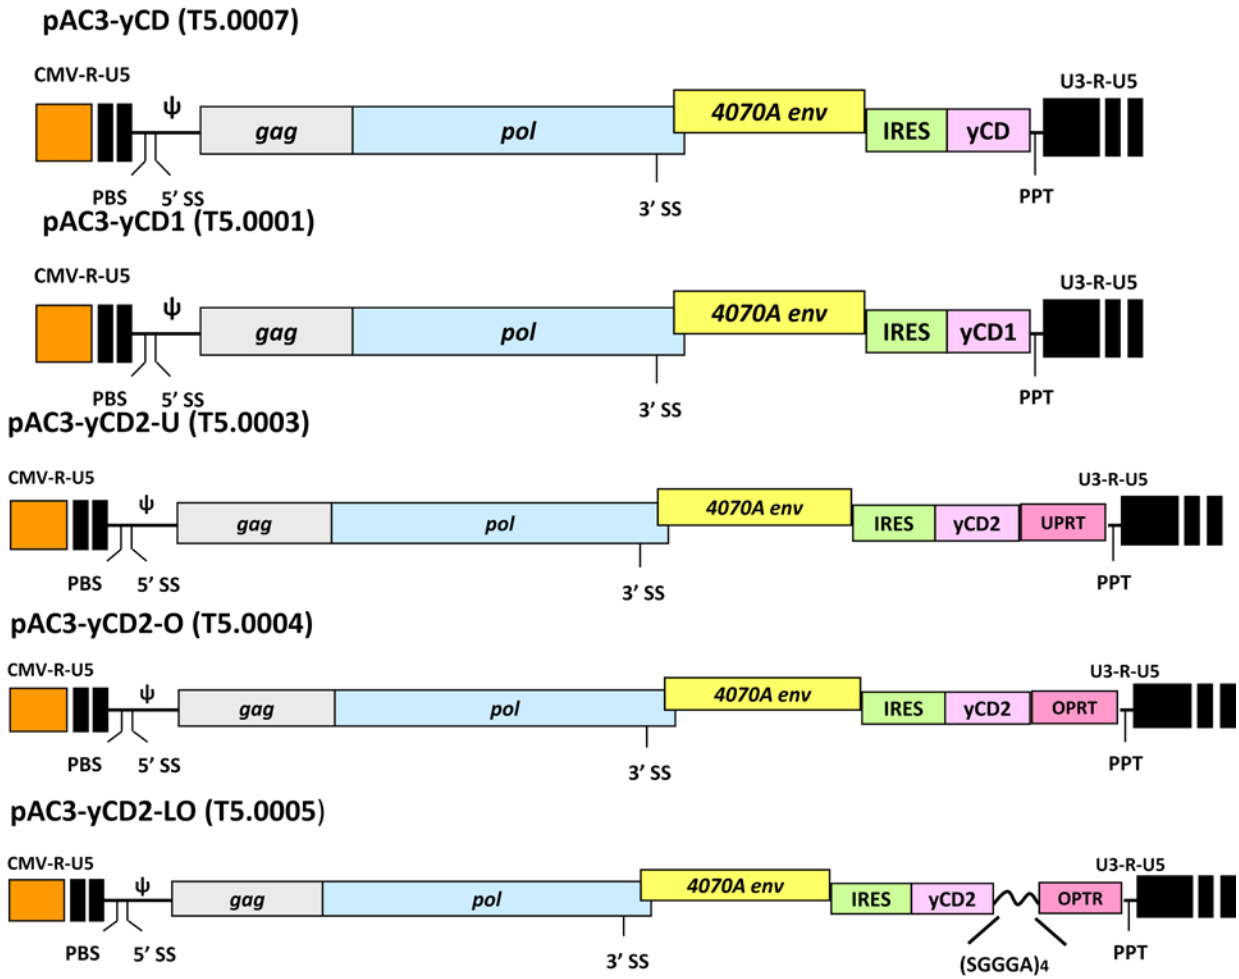 pAC3-yCD (T5.0007)
CMV-R-U5 U3-R-U5
ψ
gag pol 4070A env IRES yCD
PBS 5' SS 3' SS PPT
pAC3-yCD1 (T5.0001)
CMV-R-U5 U3-R-U5
ψ
gag pol 4070A env IRES yCD1
PBS 5' SS 3' SS PPT
pAC3-yCD2-U (T5.0003)
CMV-R-U5 U3-R-U5
ψ
gag pol 4070A env IRES yCD2 UPRT
PBS 5' SS 3' SS PPT
pAC3-yCD2-O (T5.0004)
CMV-R-U5 U3-R-U5
ψ
gag pol 4070A env IRES yCD2 OPRT
PBS 5' SS 3' SS PPT
pAC3-yCD2-LO (T5.0005)
CMV-R-U5 U3-R-U5
ψ
gag pol 4070A env IRES yCD2 OPTR
PBS 5' SS 3' SS (SGGGA)4 PPT